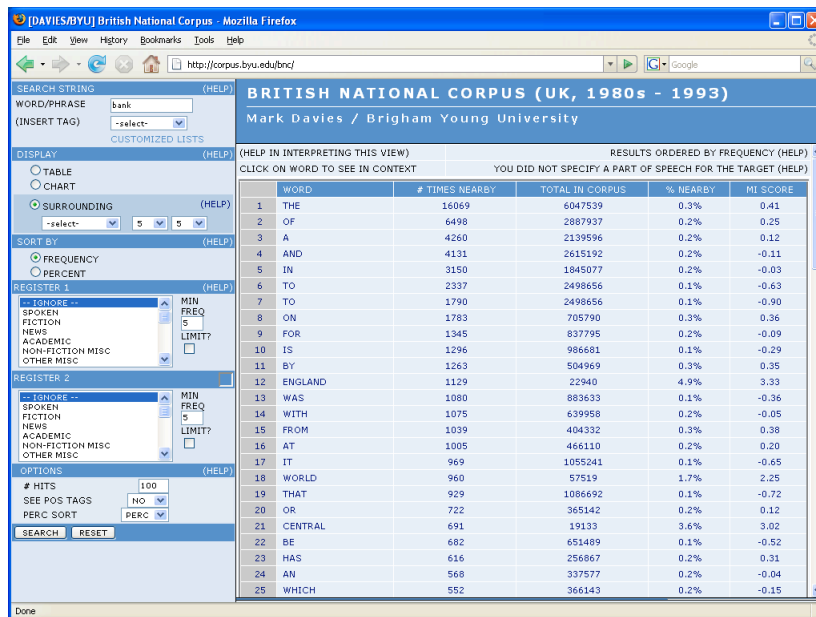 [DAVIES/BYU] British National Corpus - Mozilla Firefox
File Edit View History Bookmarks Tools Help
http://corpus.byu.edu/bnc/
G Google
SEARCH STRING (HELP)
WORD/PHRASE bank
(INSERT TAG) -select-
CUSTOMIZED LISTS
DISPLAY (HELP)
TABLE
CHART
SURROUNDING (HELP)
-select- 5 5
SORT BY (HELP)
FREQUENCY
PERCENT
REGISTER 1 (HELP)
-- IGNORE --
SPOKEN
FICTION
NEWS
ACADEMIC
NON-FICTION MISC
OTHER MISC
MIN
FREQ
5
LIMIT?
REGISTER 2
-- IGNORE --
SPOKEN
FICTION
NEWS
ACADEMIC
NON-FICTION MISC
OTHER MISC
MIN
FREQ
5
LIMIT?
OPTIONS (HELP)
# HITS 100
SEE POS TAGS NO
PERC SORT PERC
SEARCH RESET
BRITISH NATIONAL CORPUS (UK, 1980s - 1993)
Mark Davies / Brigham Young University
(HELP IN INTERPRETING THIS VIEW) RESULTS ORDERED BY FREQUENCY (HELP)
CLICK ON WORD TO SEE IN CONTEXT YOU DID NOT SPECIFY A PART OF SPEECH FOR THE TARGET (HELP)
WORD # TIMES NEARBY TOTAL IN CORPUS % NEARBY MI SCORE
1 THE 16069 6047539 0.3% 0.41
2 OF 6498 2887937 0.2% 0.25
3 A 4260 2139596 0.2% 0.12
4 AND 4131 2615192 0.2% -0.11
5 IN 3150 1845077 0.2% -0.03
6 TO 2337 2498656 0.1% -0.63
7 TO 1790 2498656 0.1% -0.90
8 ON 1783 705790 0.3% 0.36
9 FOR 1345 837795 0.2% -0.09
10 IS 1296 986681 0.1% -0.29
11 BY 1263 504969 0.3% 0.35
12 ENGLAND 1129 22940 4.9% 3.33
13 WAS 1080 883633 0.1% -0.36
14 WITH 1075 639958 0.2% -0.05
15 FROM 1039 404332 0.3% 0.38
16 AT 1005 466110 0.2% 0.20
17 IT 969 1055241 0.1% -0.65
18 WORLD 960 57519 1.7% 2.25
19 THAT 929 1086692 0.1% -0.72
20 OR 722 365142 0.2% 0.12
21 CENTRAL 691 19133 3.6% 3.02
22 BE 682 651489 0.1% -0.52
23 HAS 616 256867 0.2% 0.31
24 AN 568 337577 0.2% -0.04
25 WHICH 552 366143 0.2% -0.15
Done